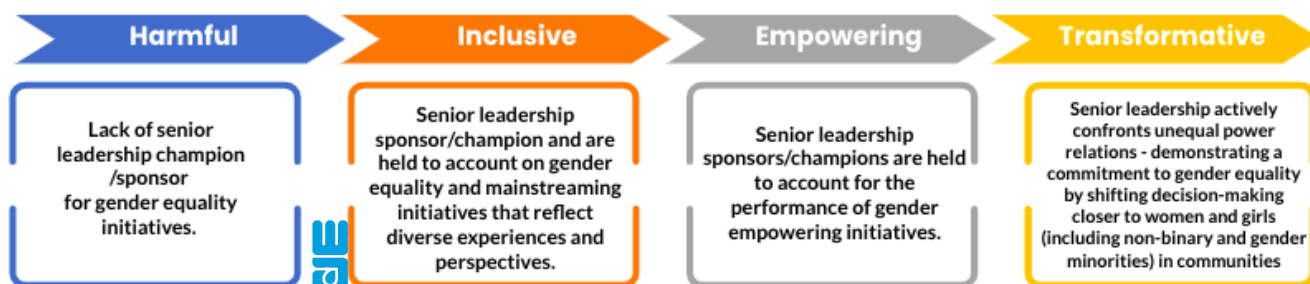 Harmful
Inclusive
Empowering
Transformative
Lack of senior
leadership champion
/sponsor
for gender equality
initiatives.
Senior leadership
sponsor/champion and are
held to account on gender
equality and mainstreaming
initiatives that reflect
diverse experiences and
perspectives.
Senior leadership
sponsors/champions are held
to account for the
performance of gender
empowering initiatives.
Senior leadership actively
confronts unequal power
relations - demonstrating a
commitment to gender equality
by shifting decision-making
closer to women and girls
(including non-binary and gender
minorities) in communities